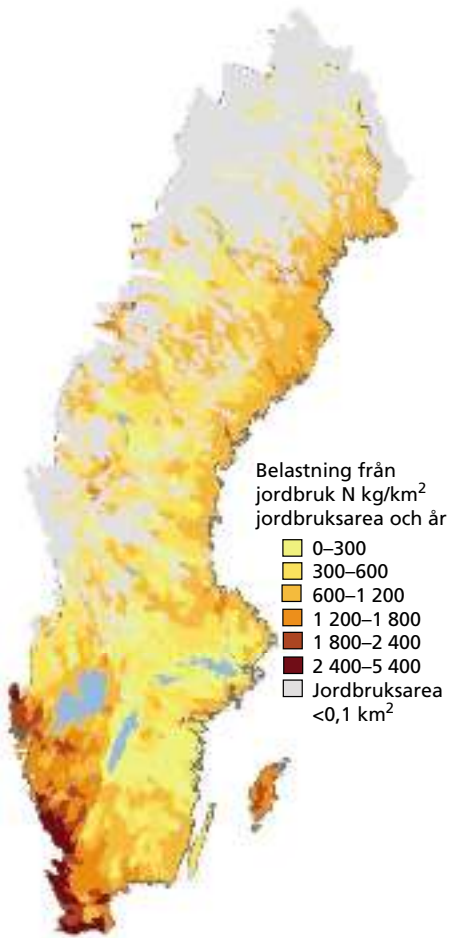 Belastning från
jordbruk N kg/km²
jordbruksarea och år
0–300
300–600
600–1 200
1 200–1 800
1 800–2 400
2 400–5 400
Jordbruksarea
<0,1 km²